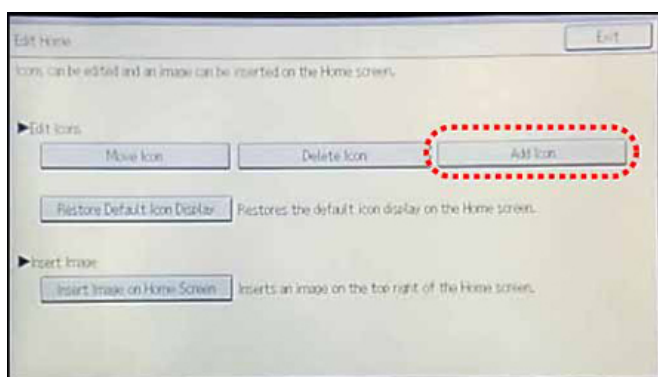 Edit Home
Exit
Icons can be edited and an image can be inserted on the Home screen.
▶Edit Icons
Move Icon
Delete Icon
Add Icon
Restore Default Icon Display
Restores the default icon display on the Home screen.
▶Insert Image
Insert Image on Home Screen
Inserts an image on the top right of the Home screen.